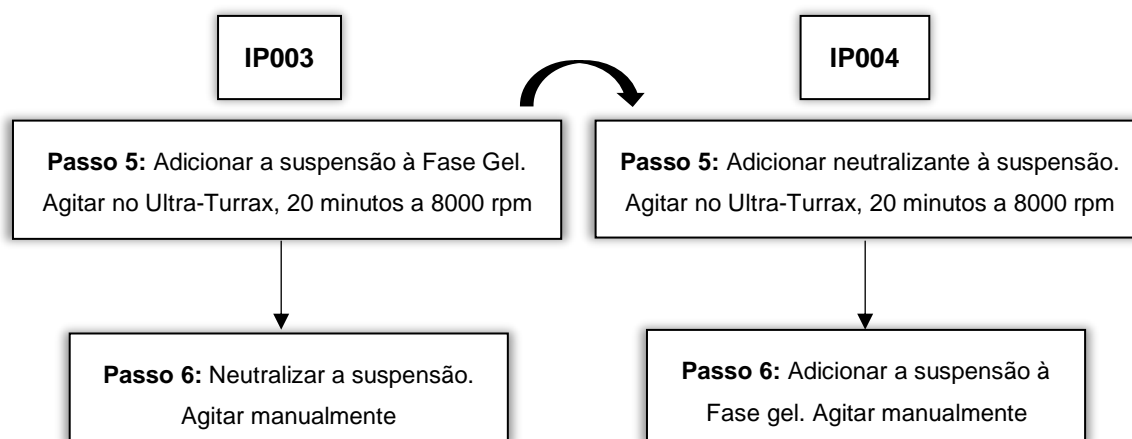 IP003
IP004
Passo 5: Adicionar a suspensão à Fase Gel.
Agitar no Ultra-Turrax, 20 minutos a 8000 rpm
Passo 5: Adicionar neutralizante à suspensão.
Agitar no Ultra-Turrax, 20 minutos a 8000 rpm
Passo 6: Neutralizar a suspensão.
Agitar manualmente
Passo 6: Adicionar a suspensão à
Fase gel. Agitar manualmente